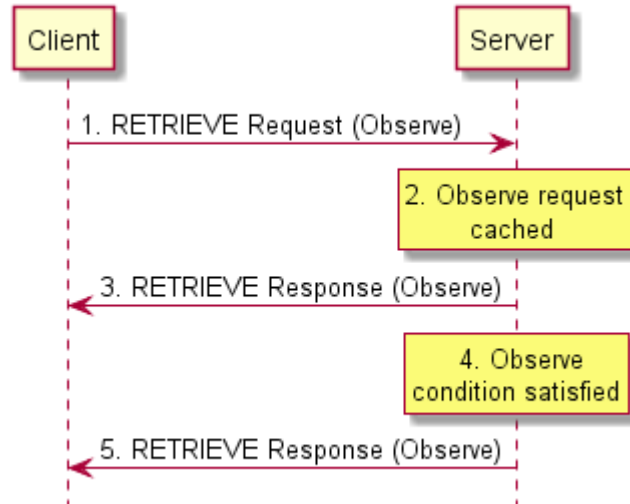 Client
Server
1. RETRIEVE Request (Observe)
2. Observe request
cached
3. RETRIEVE Response (Observe)
4. Observe
condition satisfied
5. RETRIEVE Response (Observe)